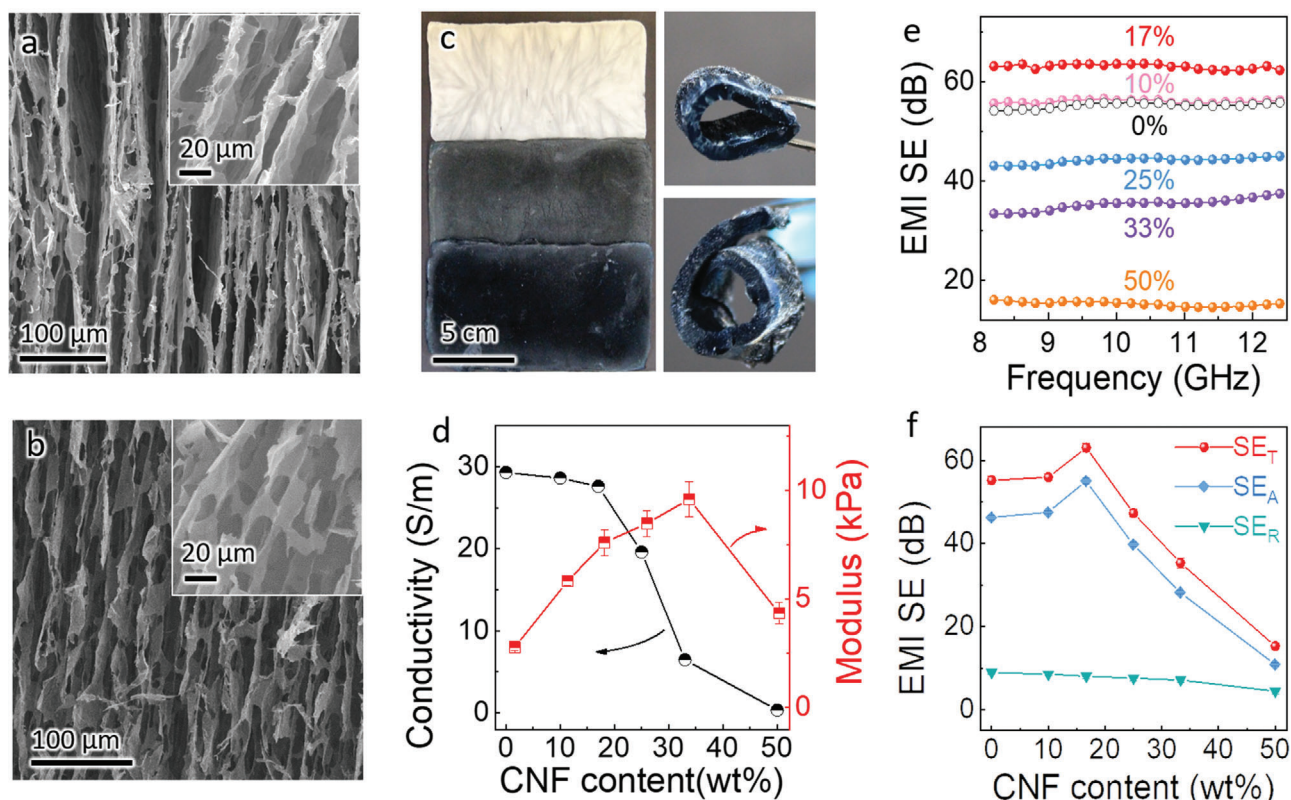 a
20 µm
100 µm
b
20 µm
100 µm
c
5 cm
d
Conductivity (S/m)
30
20
10
0
0 10 20 30 40 50
CNF content(wt%)
10
5
0
Modulus (kPa)
e
EMI SE (dB)
60
40
20
17%
10%
0%
25%
33%
50%
8 9 10 11 12
Frequency (GHz)
f
EMI SE (dB)
60
40
20
0
SE_T
SE_A
SE_R
0 10 20 30 40 50
CNF content (wt%)